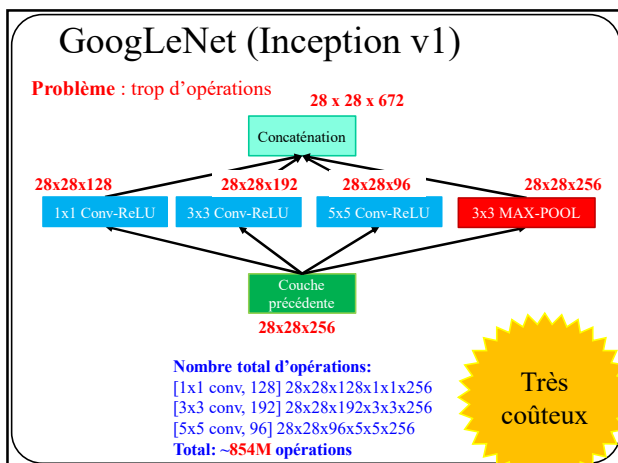 GoogLeNet (Inception v1)
Problème : trop d'opérations
28 x 28 x 672
Concaténation
28x28x128
28x28x192
28x28x96
28x28x256
1x1 Conv-ReLU
3x3 Conv-ReLU
5x5 Conv-ReLU
3x3 MAX-POOL
Couche
précédente
28x28x256
Nombre total d'opérations:
[1x1 conv, 128] 28x28x128x1x1x256
[3x3 conv, 192] 28x28x192x3x3x256
[5x5 conv, 96] 28x28x96x5x5x256
Total: ~854M opérations
Très
coûteux